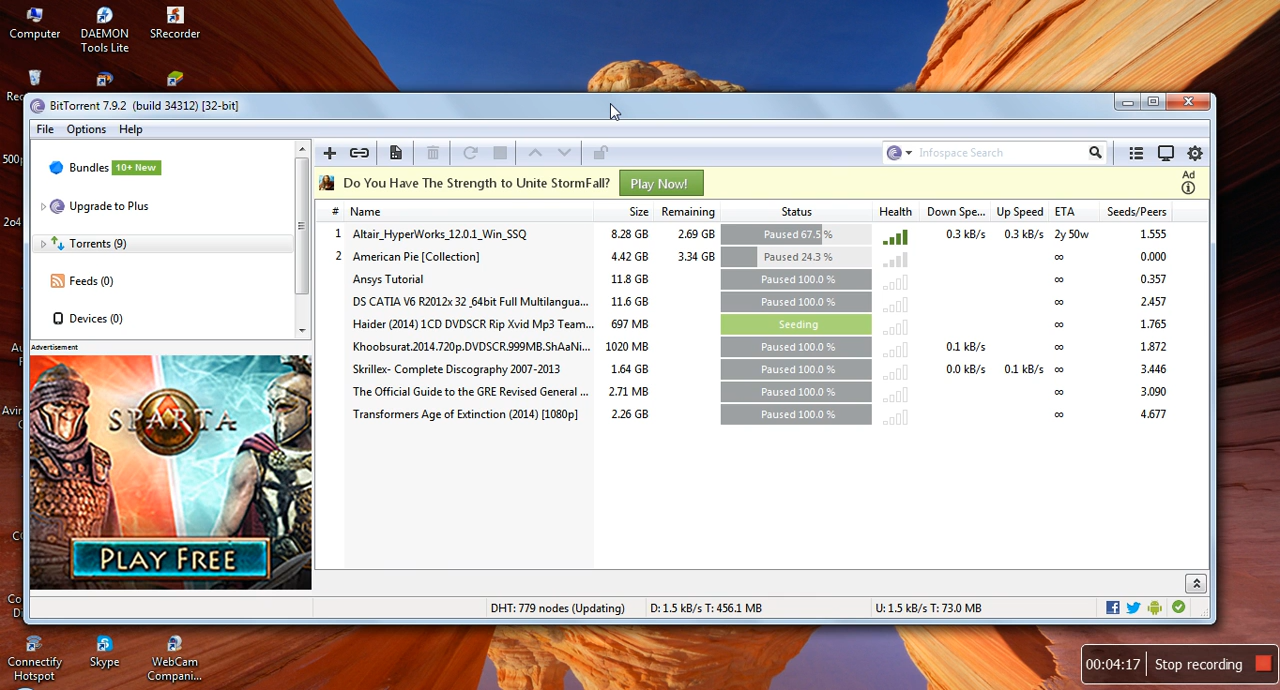 Computer
DAEMON
Tools Lite
SRecorder
BitTorrent 7.9.2 (build 34312) [32-bit]
File Options Help
Bundles 10+ New
Upgrade to Plus
Torrents (9)
Feeds (0)
Devices (0)
Infospace Search
Do You Have The Strength to Unite StormFall? Play Now!
Ad
# Name Size Remaining Status Health Down Spe... Up Speed ETA Seeds/Peers
1 Altair_HyperWorks_12.0.1_Win_SSQ 8.28 GB 2.69 GB Paused 67.5 % 0.3 kB/s 0.3 kB/s 2y 50w 1.555
2 American Pie [Collection] 4.42 GB 3.34 GB Paused 24.3 % ∞ 0.000
Ansys Tutorial 11.8 GB Paused 100.0 % ∞ 0.357
DS CATIA V6 R2012x 32_64bit Full Multilangua... 11.6 GB Paused 100.0 % ∞ 2.457
Haider (2014) 1CD DVDSCR Rip Xvid Mp3 Team... 697 MB Seeding ∞ 1.765
Khoobsurat.2014.720p.DVDSCR.999MB.ShAaNi... 1020 MB Paused 100.0 % 0.1 kB/s ∞ 1.872
Skrillex- Complete Discography 2007-2013 1.64 GB Paused 100.0 % 0.0 kB/s 0.1 kB/s ∞ 3.446
The Official Guide to the GRE Revised General ... 2.71 MB Paused 100.0 % ∞ 3.090
Transformers Age of Extinction (2014) [1080p] 2.26 GB Paused 100.0 % ∞ 4.677
Advertisement
SPARTA
PLAY FREE
DHT: 779 nodes (Updating) D: 1.5 kB/s T: 456.1 MB U: 1.5 kB/s T: 73.0 MB
Connectify
Hotspot
Skype
WebCam
Compani...
00:04:17 Stop recording